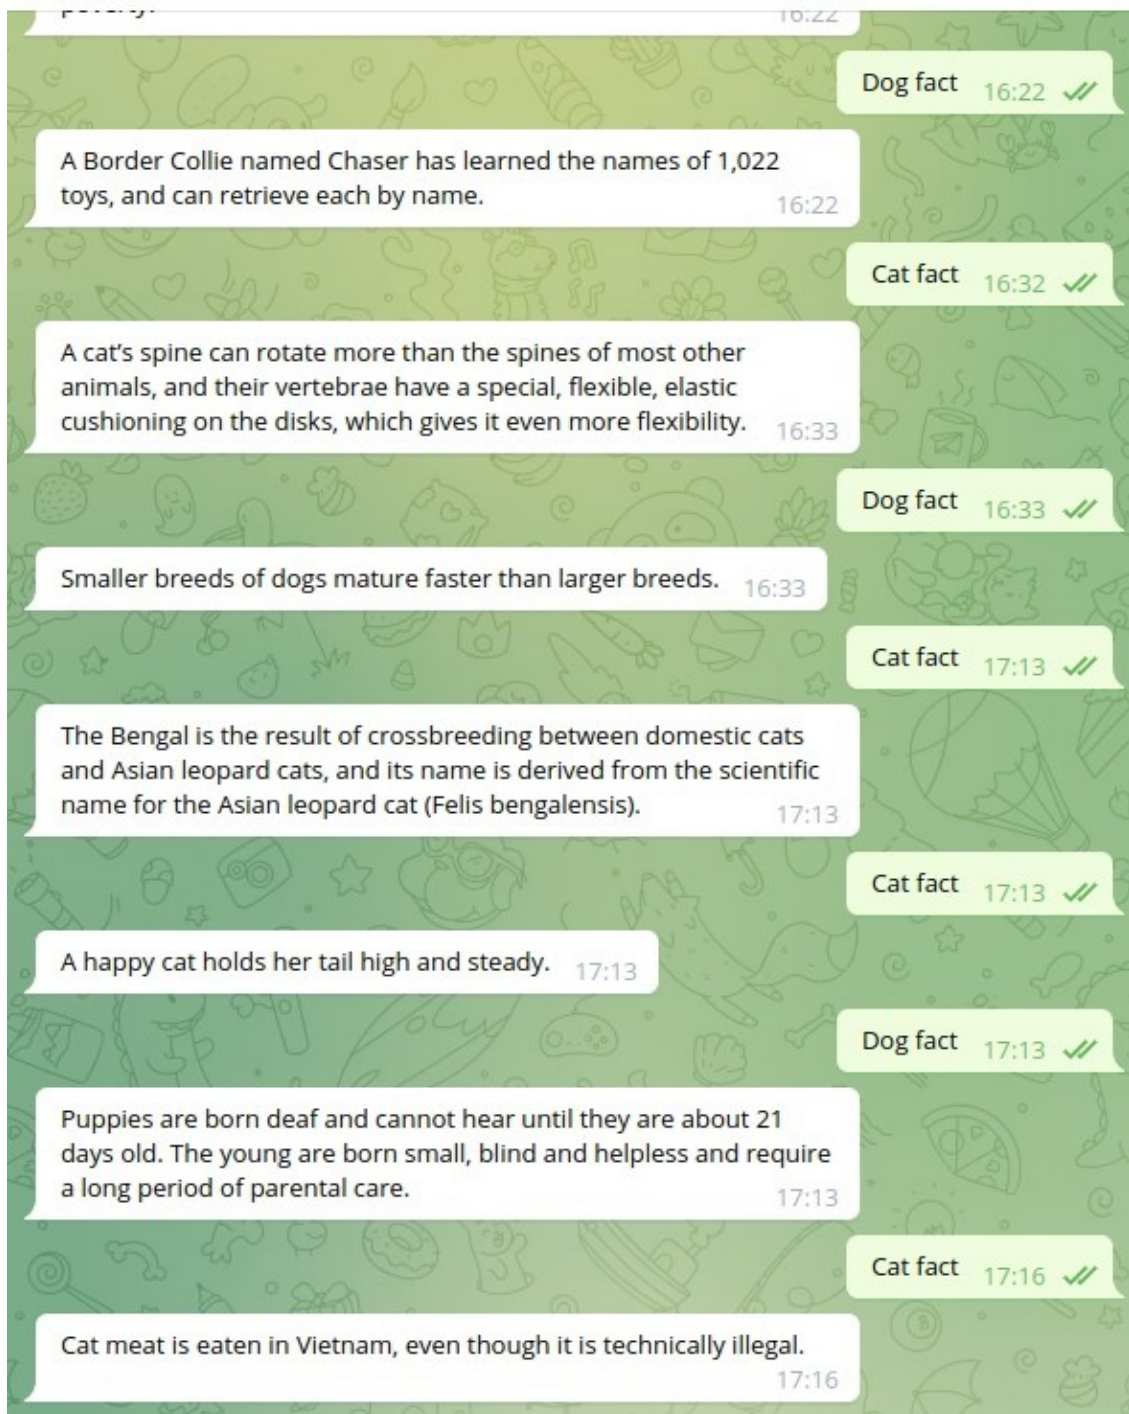 16:22
Dog fact 16:22
A Border Collie named Chaser has learned the names of 1,022
toys, and can retrieve each by name. 16:22
Cat fact 16:32
A cat’s spine can rotate more than the spines of most other
animals, and their vertebrae have a special, flexible, elastic
cushioning on the disks, which gives it even more flexibility. 16:33
Dog fact 16:33
Smaller breeds of dogs mature faster than larger breeds. 16:33
Cat fact 17:13
The Bengal is the result of crossbreeding between domestic cats
and Asian leopard cats, and its name is derived from the scientific
name for the Asian leopard cat (Felis bengalensis). 17:13
Cat fact 17:13
A happy cat holds her tail high and steady. 17:13
Dog fact 17:13
Puppies are born deaf and cannot hear until they are about 21
days old. The young are born small, blind and helpless and require
a long period of parental care. 17:13
Cat fact 17:16
Cat meat is eaten in Vietnam, even though it is technically illegal.
17:16